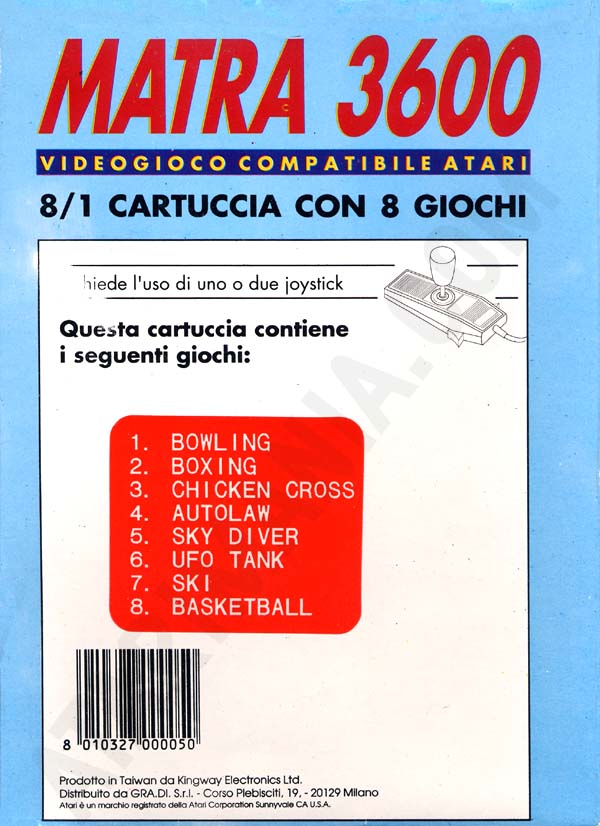 MATRA 3600
VIDEOGIOCO COMPATIBILE ATARI
8/1 CARTUCCIA CON 8 GIOCHI
hiede l'uso di uno o due joystick
Questa cartuccia contiene
i seguenti giochi:
1. BOWLING
2. BOXING
3. CHICKEN CROSS
4. AUTOLAW
5. SKY DIVER
6. UFO TANK
7. SKI
8. BASKETBALL
8 010327 000050
Prodotto in Taiwan da Kingway Electronics Ltd.
Distribuito da GRA.DI. S.r.l. - Corso Plebisciti, 19, - 20129 Milano
Atari è un marchio registrato della Atari Corporation Sunnyvale CA U.S.A.